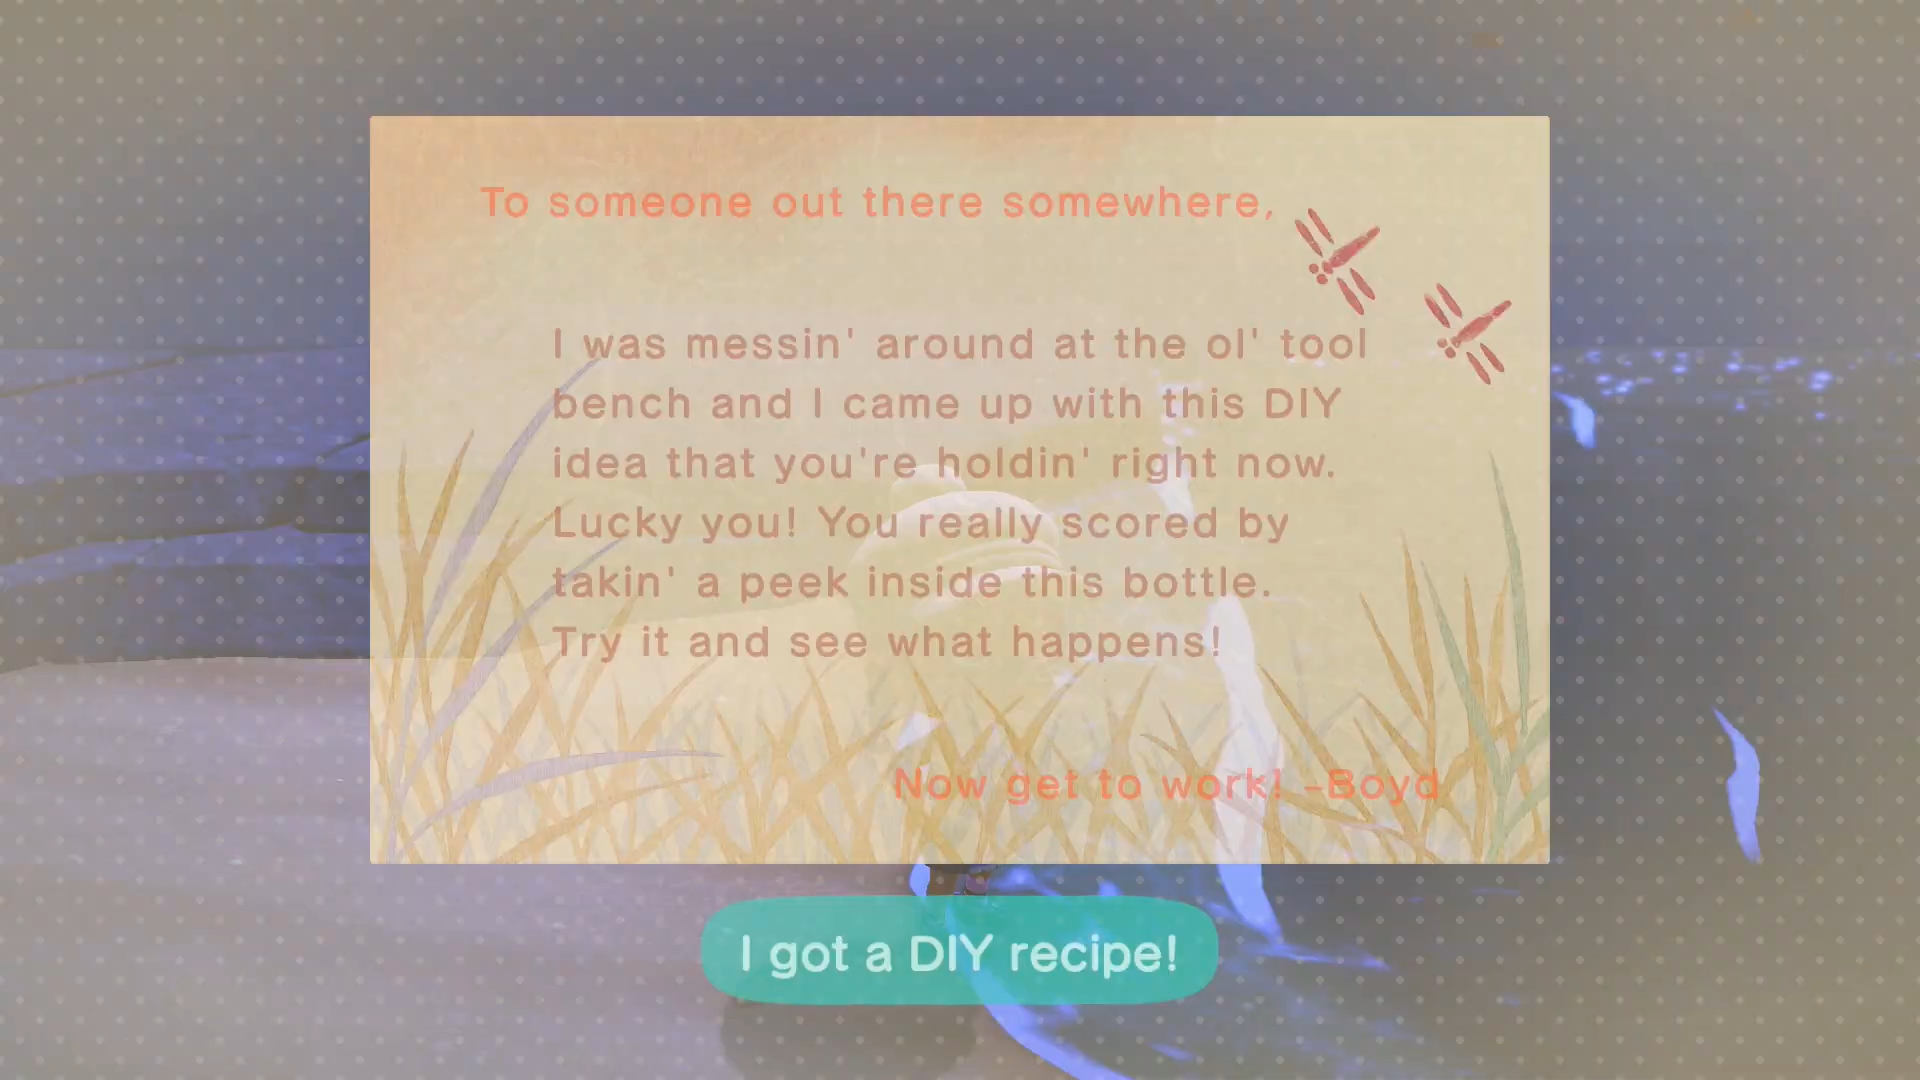 To someone out there somewhere,
I was messin' around at the ol' tool
bench and I came up with this DIY
idea that you're holdin' right now.
Lucky you! You really scored by
takin' a peek inside this bottle.
Try it and see what happens!
Now get to work! -Boyd
I got a DIY recipe!